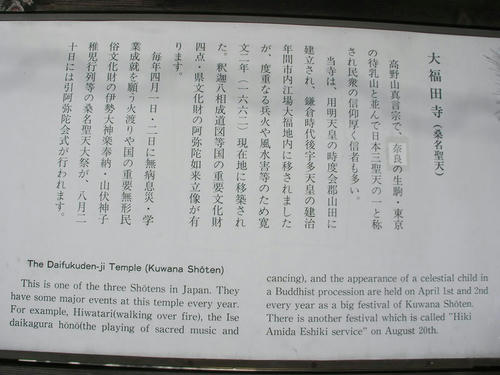 大福田寺（桑名聖天）
高野山真言宗で、奈良の生駒・東京
の待乳山と並んで日本三聖天の一と称
され民衆の信仰厚く信者も多い。
当寺は、用明天皇の時度会郡山田に
建立され、鎌倉時代後宇多天皇の建治
年間市内江場大福地内に移されました
が、度重なる兵火や風水害等のため寛
文二年（一六六二）現在地に移築され
た。釈迦八相成道図等国の重要文化財
四点・県文化財の阿弥陀如来立像が有
ります。
毎年四月一日・二日に無病息災・学
業成就を願う火渡りや国の重要無形民
俗文化財の伊勢大神楽奉納・山伏神子
稚児行列等の桑名聖天大祭が、八月二
十日には引阿弥陀会式が行われます。
The Daifukuden-ji Temple (Kuwana Shōten)
This is one of the three Shōtens in Japan. They
have some major events at this temple every year.
For example, Hiwatari(walking over fire), the Ise
daikagura hōnō(the playing of sacred music and
cancing), and the appearance of a celestial child in
a Buddhist procession are held on April 1st and 2nd
every year as a big festival of Kuwana Shōten.
There is another festival which is called "Hiki
Amida Eshiki service" on August 20th.